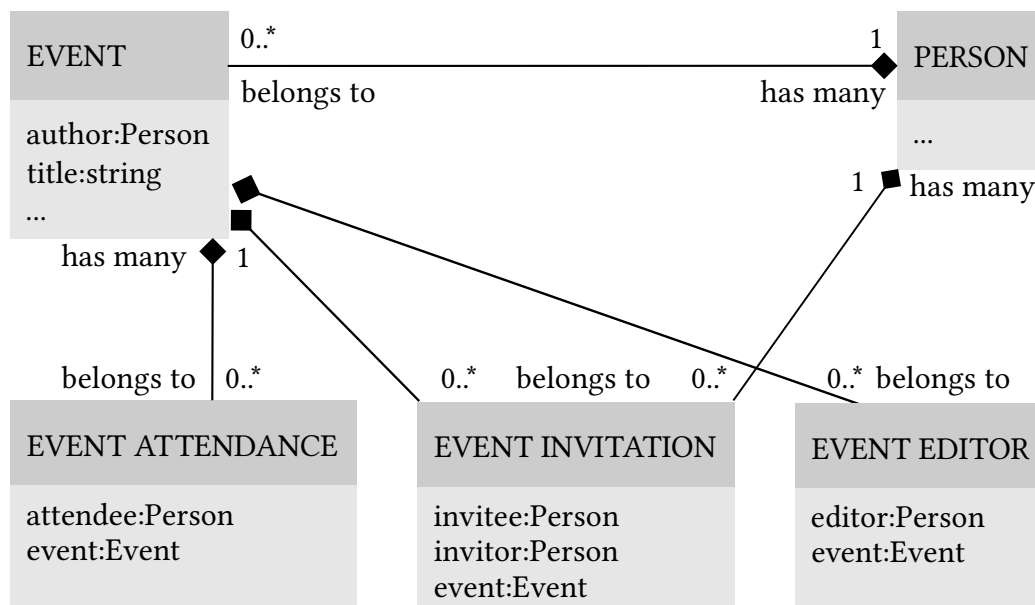 0..*
1
EVENT
PERSON
belongs to
has many
author:Person
title:string
...
...
1
has many
has many
1
belongs to
0..*
0..*
belongs to
0..*
0..*
belongs to
EVENT ATTENDANCE
EVENT INVITATION
EVENT EDITOR
attendee:Person
event:Event
invitee:Person
invitor:Person
event:Event
editor:Person
event:Event